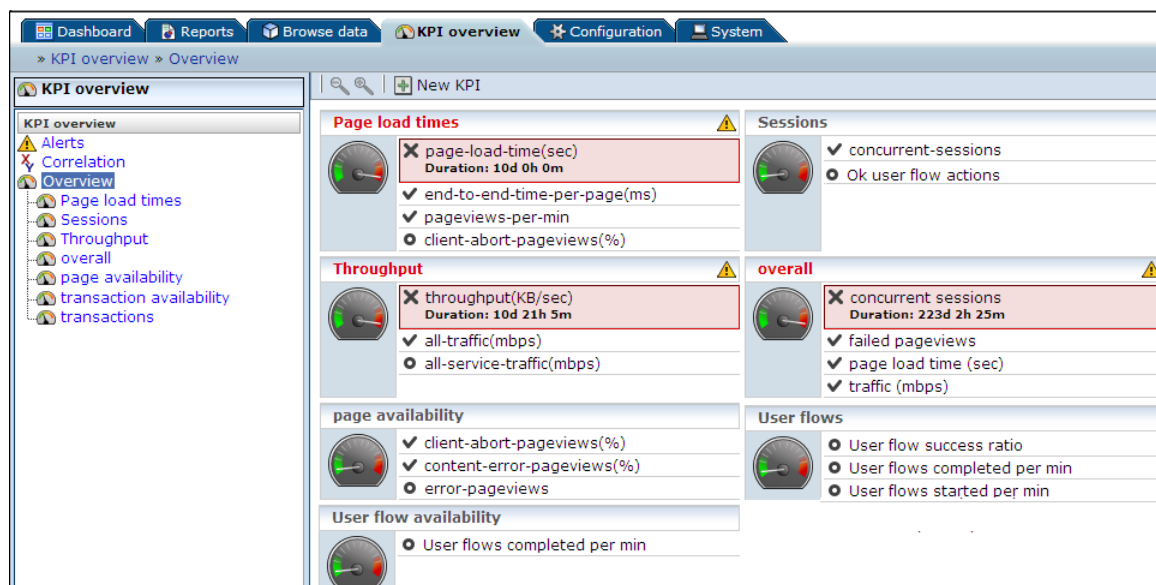 Dashboard Reports Browse data KPI overview Configuration System
» KPI overview » Overview
KPI overview
KPI overview
Alerts
Correlation
Overview
Page load times
Sessions
Throughput
overall
page availability
transaction availability
transactions
New KPI
Page load times
page-load-time(sec)
Duration: 10d 0h 0m
end-to-end-time-per-page(ms)
pageviews-per-min
client-abort-pageviews(%)
Sessions
concurrent-sessions
Ok user flow actions
Throughput
throughput(KB/sec)
Duration: 10d 21h 5m
all-traffic(mbps)
all-service-traffic(mbps)
overall
concurrent sessions
Duration: 223d 2h 25m
failed pageviews
page load time (sec)
traffic (mbps)
page availability
client-abort-pageviews(%)
content-error-pageviews(%)
error-pageviews
User flows
User flow success ratio
User flows completed per min
User flows started per min
User flow availability
User flows completed per min